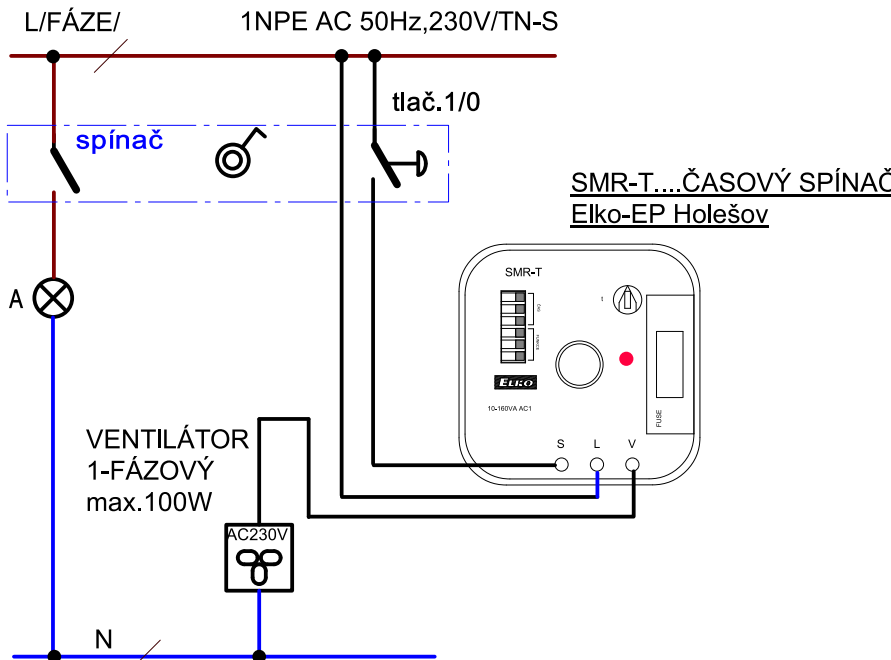 L/FÁZE/
1NPE AC 50Hz,230V/TN-S
tlač.1/0
spínač
SMR-T....ČASOVÝ SPÍNAČ
Elko-EP Holešov
SMR-T
A
ELKO
10-160VA AC1
FUSE
S L V
VENTILÁTOR
1-FÁZOVÝ
max.100W
AC230V
N